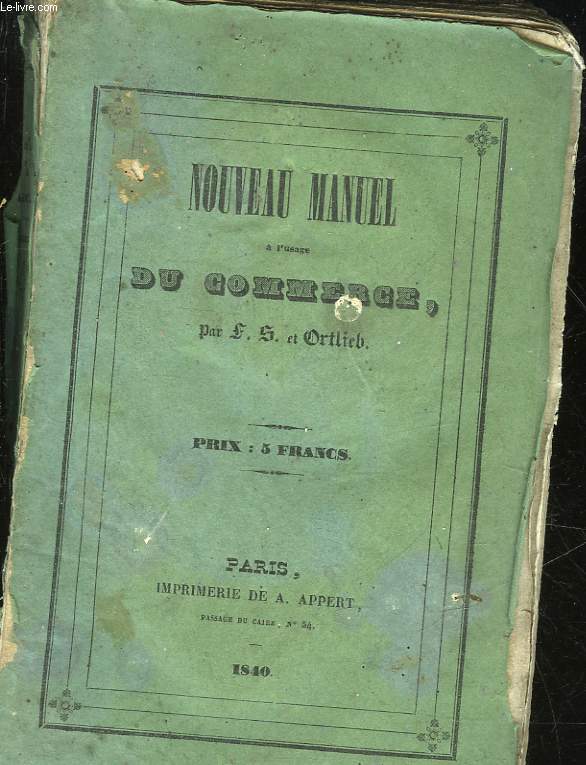 Le-livre.com
NOUVEAU MANUEL
à l'usage
DU COMMERCE,
Par F. S. et Ortlieb.
PRIX : 5 FRANCS.
PARIS,
IMPRIMERIE DE A. APPERT,
PASSAGE DU CAIRE, N° 54.
1840.